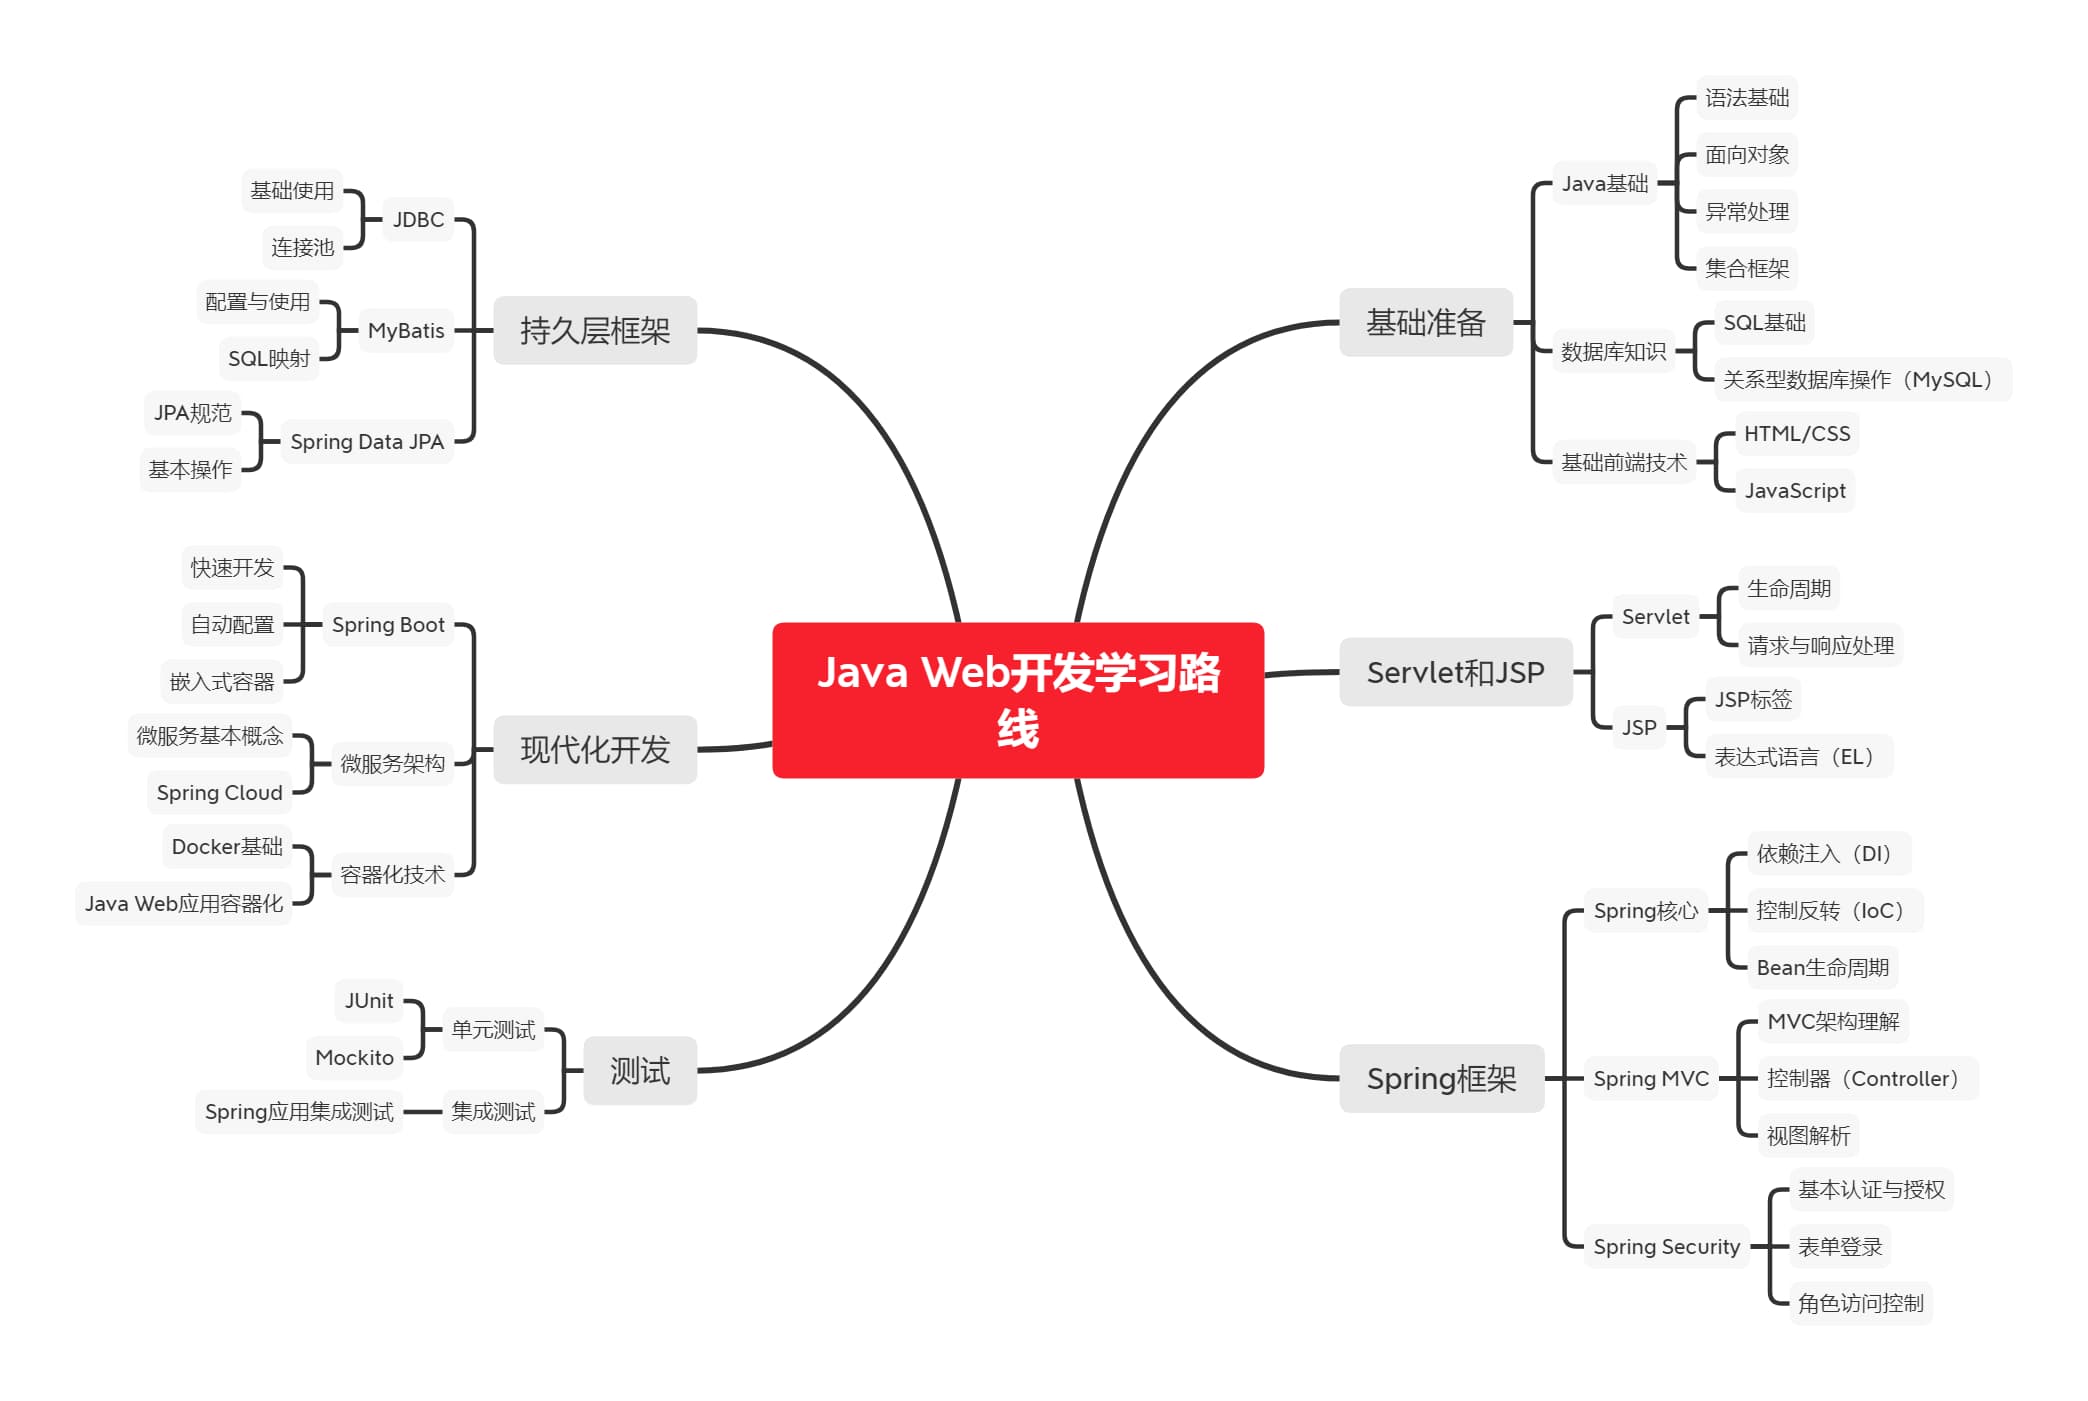 Java Web开发学习路
线
基础准备
Java基础
语法基础
面向对象
异常处理
集合框架
数据库知识
SQL基础
关系型数据库操作（MySQL）
基础前端技术
HTML/CSS
JavaScript
Servlet和JSP
Servlet
生命周期
请求与响应处理
JSP
JSP标签
表达式语言（EL）
Spring框架
Spring核心
依赖注入（DI）
控制反转（IoC）
Bean生命周期
Spring MVC
MVC架构理解
控制器（Controller）
视图解析
Spring Security
基本认证与授权
表单登录
角色访问控制
持久层框架
JDBC
基础使用
连接池
MyBatis
配置与使用
SQL映射
Spring Data JPA
JPA规范
基本操作
现代化开发
Spring Boot
快速开发
自动配置
嵌入式容器
微服务架构
微服务基本概念
Spring Cloud
容器化技术
Docker基础
Java Web应用容器化
测试
单元测试
JUnit
Mockito
集成测试
Spring应用集成测试